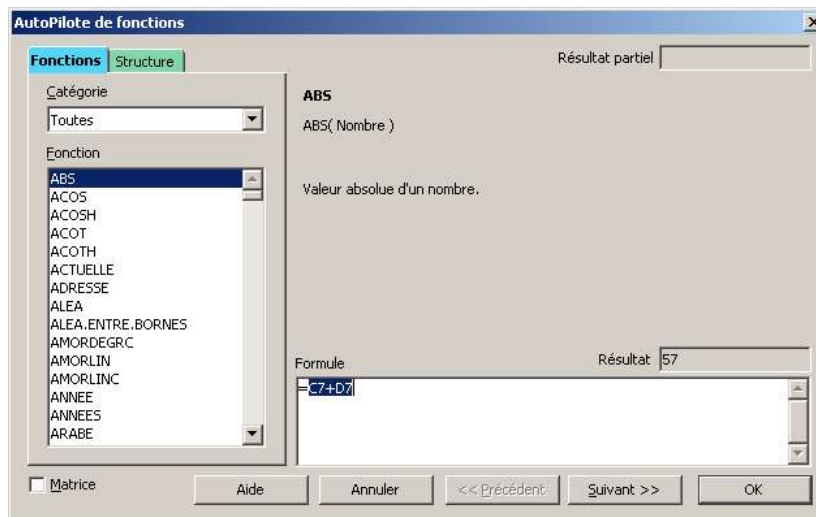 AutoPilote de fonctions
Fonctions Structure
Résultat partiel
Catégorie
Toutes
Fonction
ABS
ACOS
ACOSH
ACOT
ACOTH
ACTUELLE
ADRESSE
ALEA
ALEA.ENTRE.BORNES
AMORDEGRC
AMORLIN
AMORLINC
ANNEE
ANNEES
ARABE
ABS
ABS( Nombre )
Valeur absolue d'un nombre.
Formule
Résultat 57
=C7+D7
Matrice
Aide
Annuler
<< Précédent
Suivant >>
OK